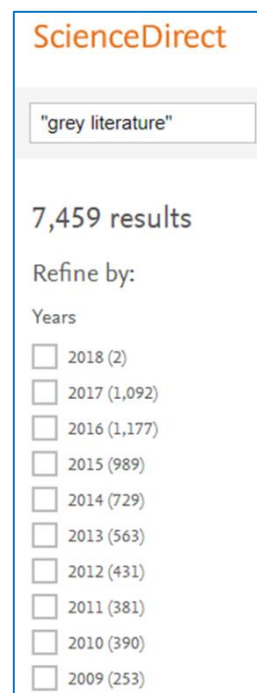 ScienceDirect
"grey literature"
7,459 results
Refine by:
Years
2018 (2)
2017 (1,092)
2016 (1,177)
2015 (989)
2014 (729)
2013 (563)
2012 (431)
2011 (381)
2010 (390)
2009 (253)